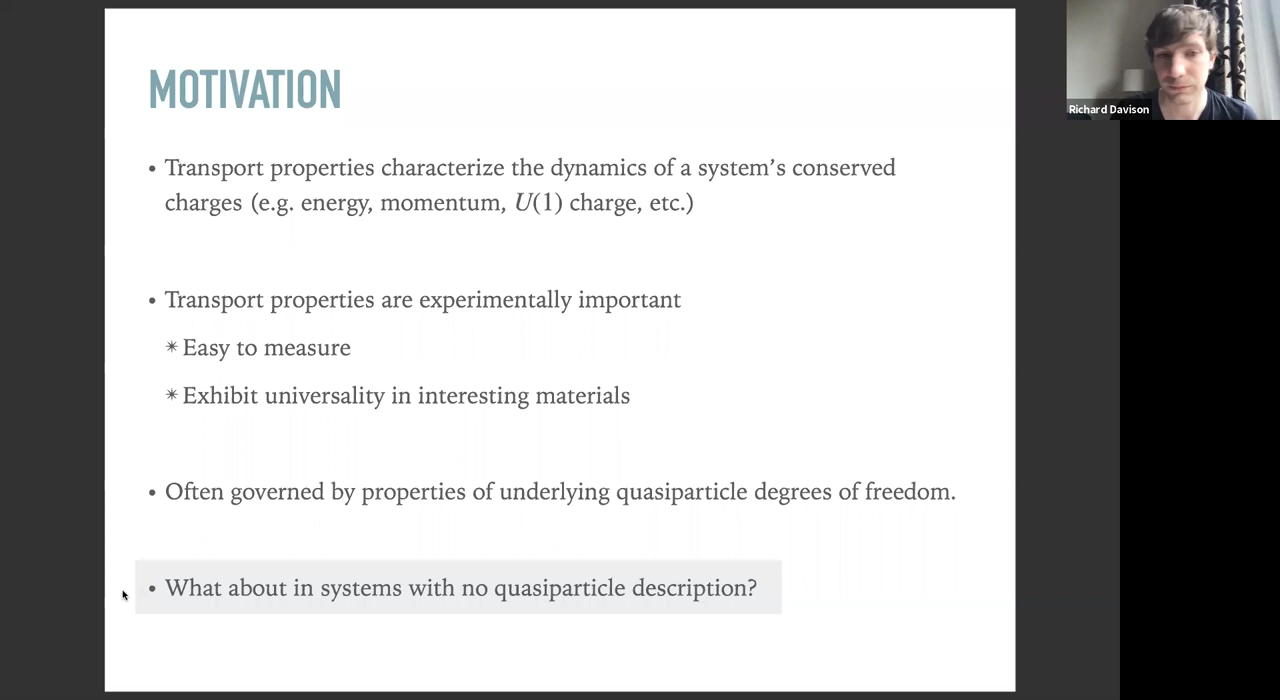 MOTIVATION
• Transport properties characterize the dynamics of a system’s conserved
charges (e.g. energy, momentum, U(1) charge, etc.)
• Transport properties are experimentally important
✴ Easy to measure
✴ Exhibit universality in interesting materials
• Often governed by properties of underlying quasiparticle degrees of freedom.
• What about in systems with no quasiparticle description?
Richard Davison